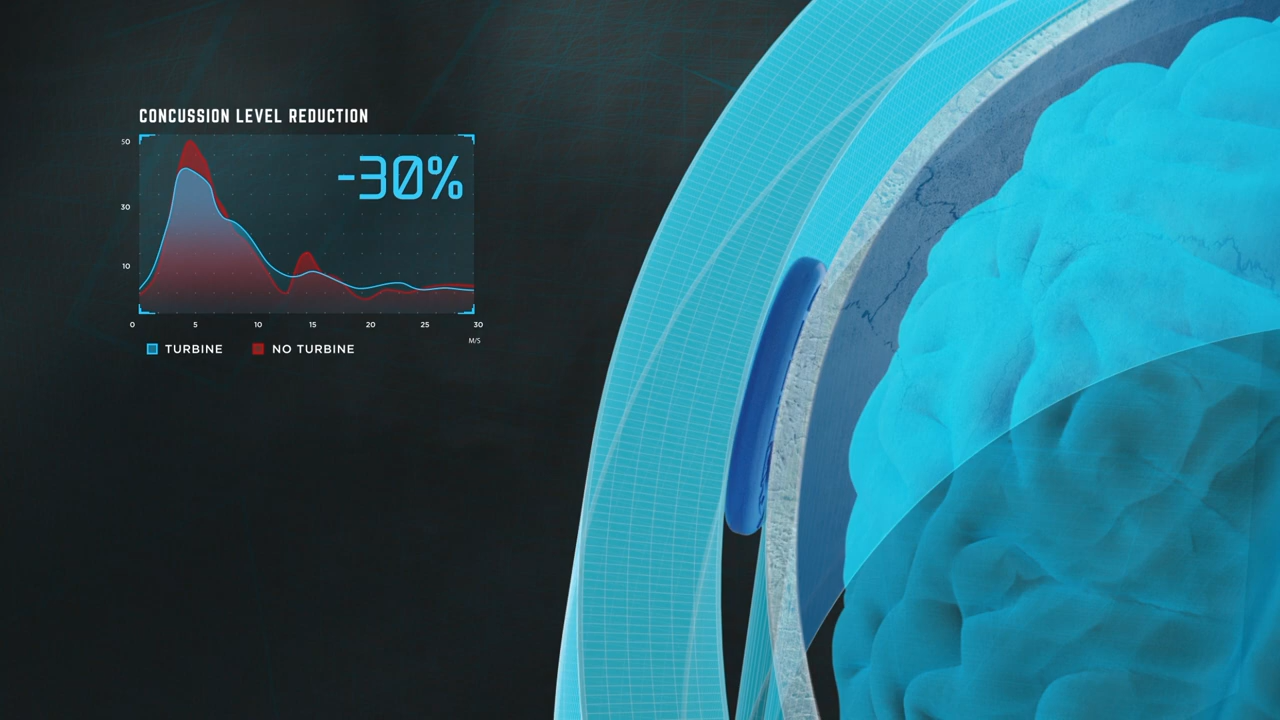 CONCUSSION LEVEL REDUCTION
50
-30%
30
10
0 5 10 15 20 25 30
M/S
TURBINE NO TURBINE